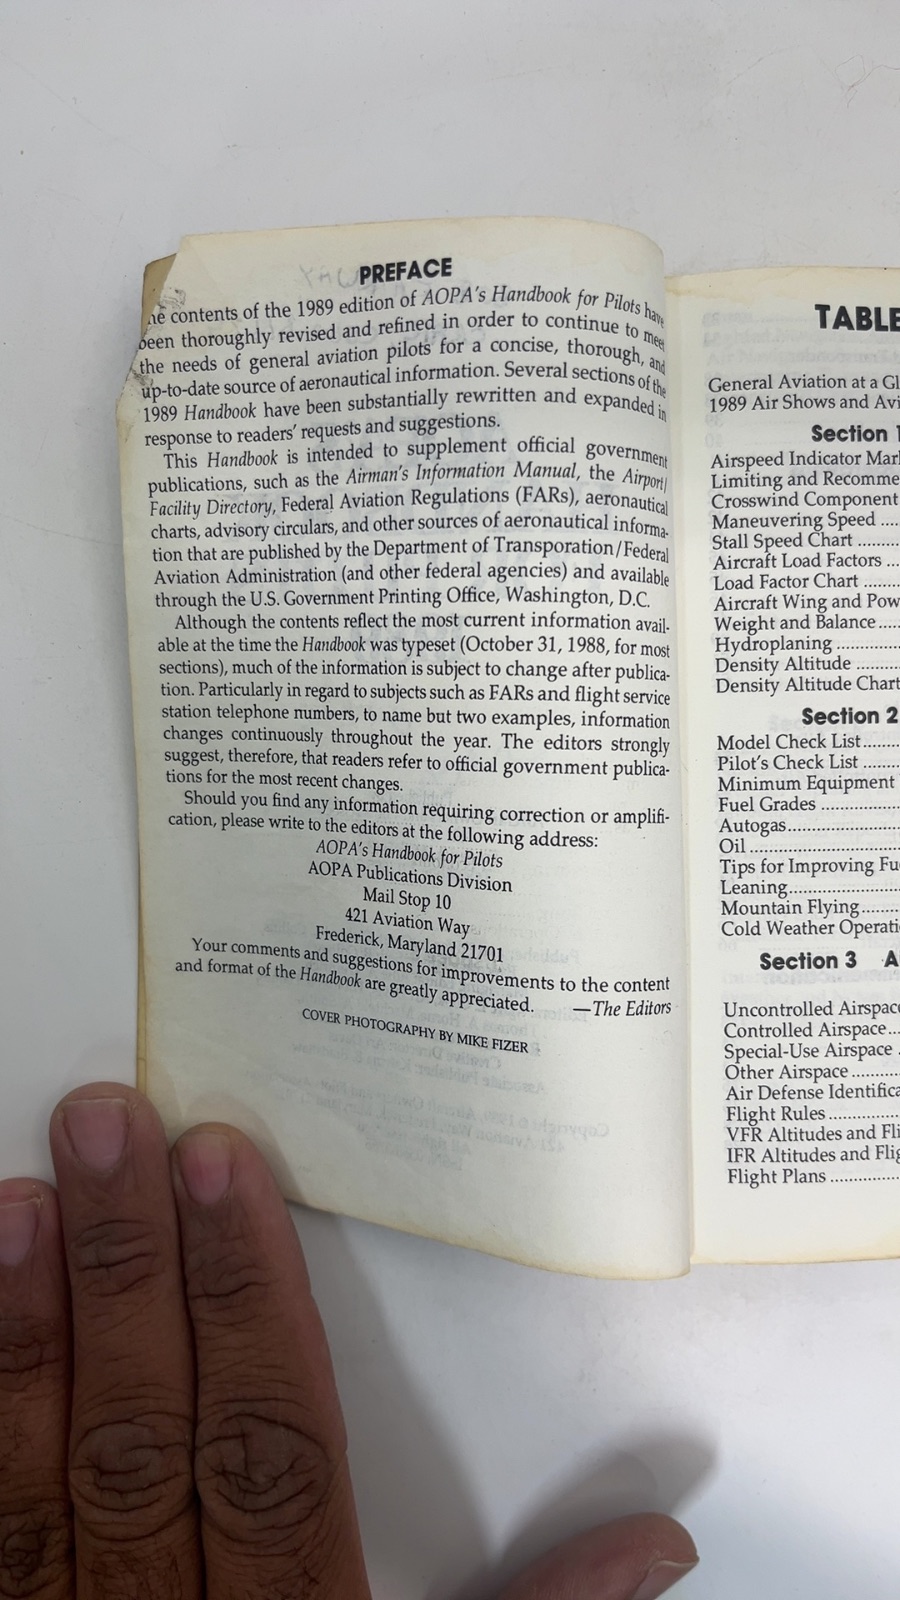 PREFACE
he contents of the 1989 edition of AOPA's Handbook for Pilots have
been thoroughly revised and refined in order to continue to meet
the needs of general aviation pilots for a concise, thorough, and
up-to-date source of aeronautical information. Several sections of the
1989 Handbook have been substantially rewritten and expanded in
response to readers' requests and suggestions.
This Handbook is intended to supplement official government
publications, such as the Airman's Information Manual, the Airport/
Facility Directory, Federal Aviation Regulations (FARs), aeronautical
charts, advisory circulars, and other sources of aeronautical informa-
tion that are published by the Department of Transporation/Federal
Aviation Administration (and other federal agencies) and available
through the U.S. Government Printing Office, Washington, D.C.
Although the contents reflect the most current information avail-
able at the time the Handbook was typeset (October 31, 1988, for most
sections), much of the information is subject to change after publica-
tion. Particularly in regard to subjects such as FARs and flight service
station telephone numbers, to name but two examples, information
changes continuously throughout the year. The editors strongly
suggest, therefore, that readers refer to official government publica-
tions for the most recent changes.
Should you find any information requiring correction or amplifi-
cation, please write to the editors at the following address:
AOPA's Handbook for Pilots
AOPA Publications Division
Mail Stop 10
421 Aviation Way
Frederick, Maryland 21701
Your comments and suggestions for improvements to the content
and format of the Handbook are greatly appreciated. —The Editors
COVER PHOTOGRAPHY BY MIKE FIZER
TABLE
General Aviation at a Gl
1989 Air Shows and Avi
Section 1
Airspeed Indicator Mar
Limiting and Recomme
Crosswind Component
Maneuvering Speed ....
Stall Speed Chart .........
Aircraft Load Factors ...
Load Factor Chart .......
Aircraft Wing and Pow
Weight and Balance.....
Hydroplaning .............
Density Altitude ..........
Density Altitude Chart
Section 2
Model Check List........
Pilot's Check List ........
Minimum Equipment
Fuel Grades ................
Autogas......................
Oil ..............................
Tips for Improving Fu
Leaning......................
Mountain Flying........
Cold Weather Operati
Section 3 A
Uncontrolled Airspac
Controlled Airspace...
Special-Use Airspace .
Other Airspace ..........
Air Defense Identifica
Flight Rules ...............
VFR Altitudes and Fli
IFR Altitudes and Flig
Flight Plans ..............